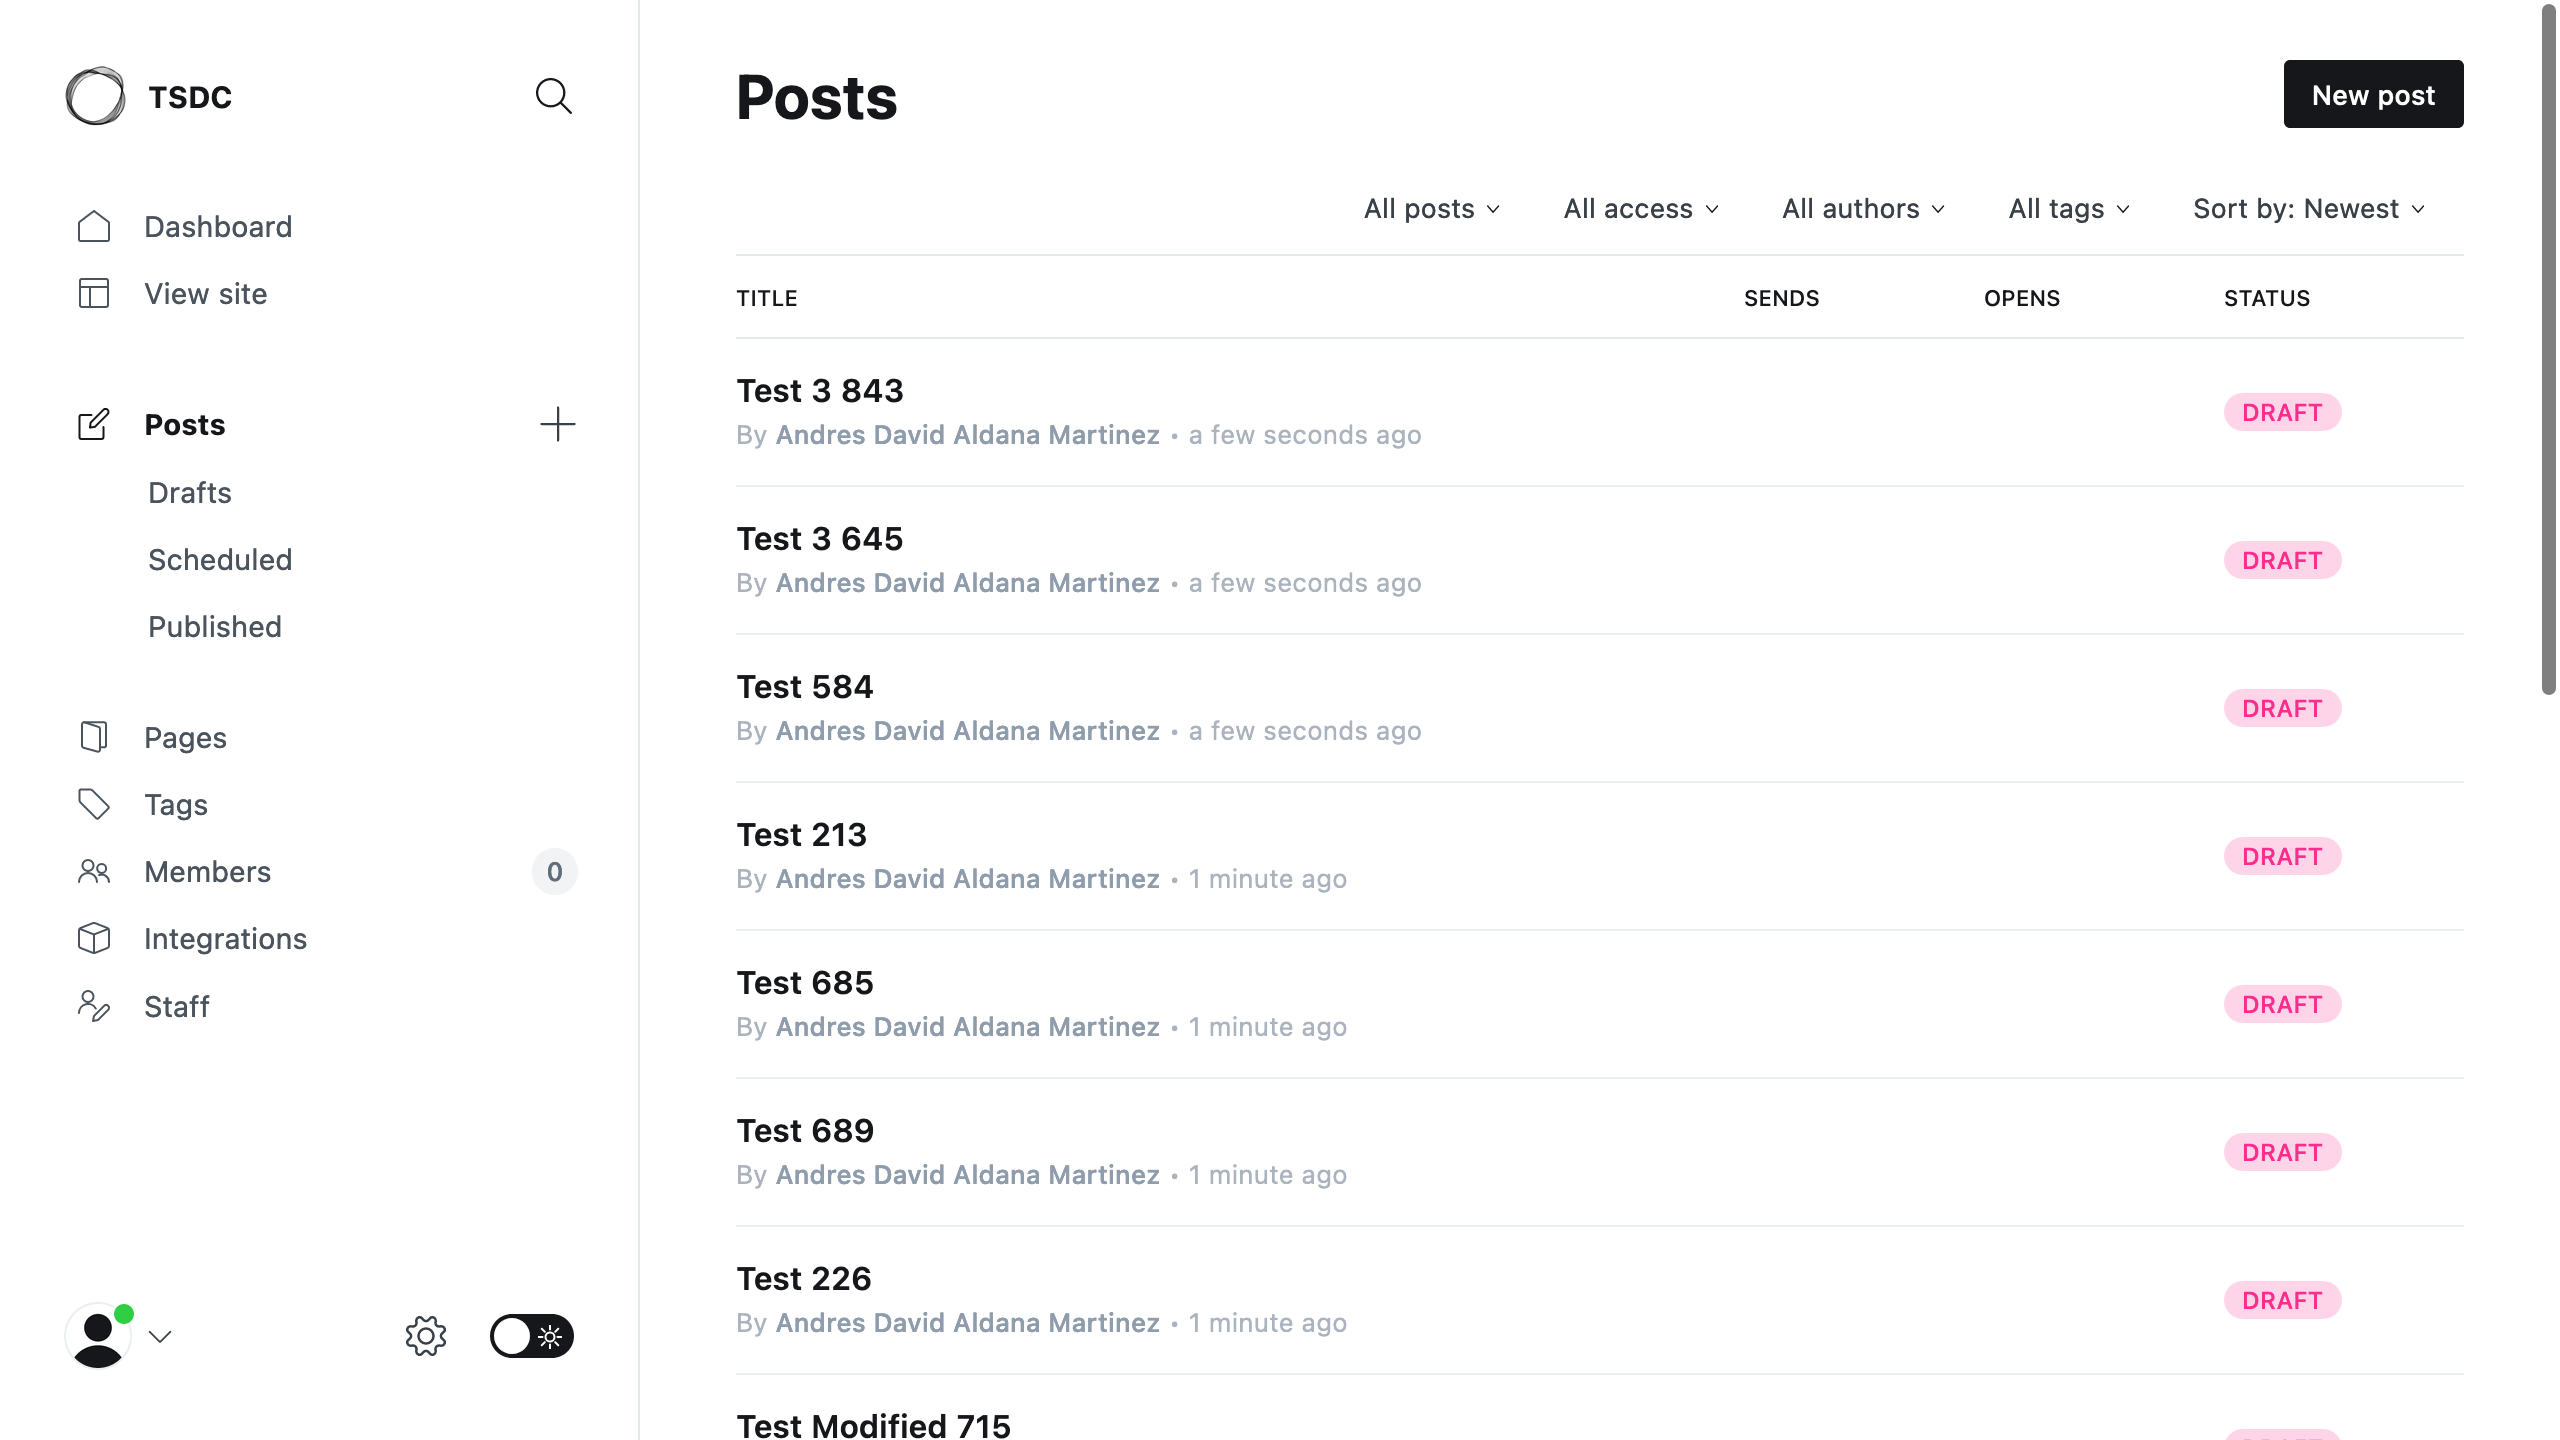 TSDC
Dashboard
View site
Posts
Drafts
Scheduled
Published
Pages
Tags
Members 0
Integrations
Staff
Posts
New post
All posts All access All authors All tags Sort by: Newest
TITLE SENDS OPENS STATUS
Test 3 843
By Andres David Aldana Martinez • a few seconds ago
DRAFT
Test 3 645
By Andres David Aldana Martinez • a few seconds ago
DRAFT
Test 584
By Andres David Aldana Martinez • a few seconds ago
DRAFT
Test 213
By Andres David Aldana Martinez • 1 minute ago
DRAFT
Test 685
By Andres David Aldana Martinez • 1 minute ago
DRAFT
Test 689
By Andres David Aldana Martinez • 1 minute ago
DRAFT
Test 226
By Andres David Aldana Martinez • 1 minute ago
DRAFT
Test Modified 715